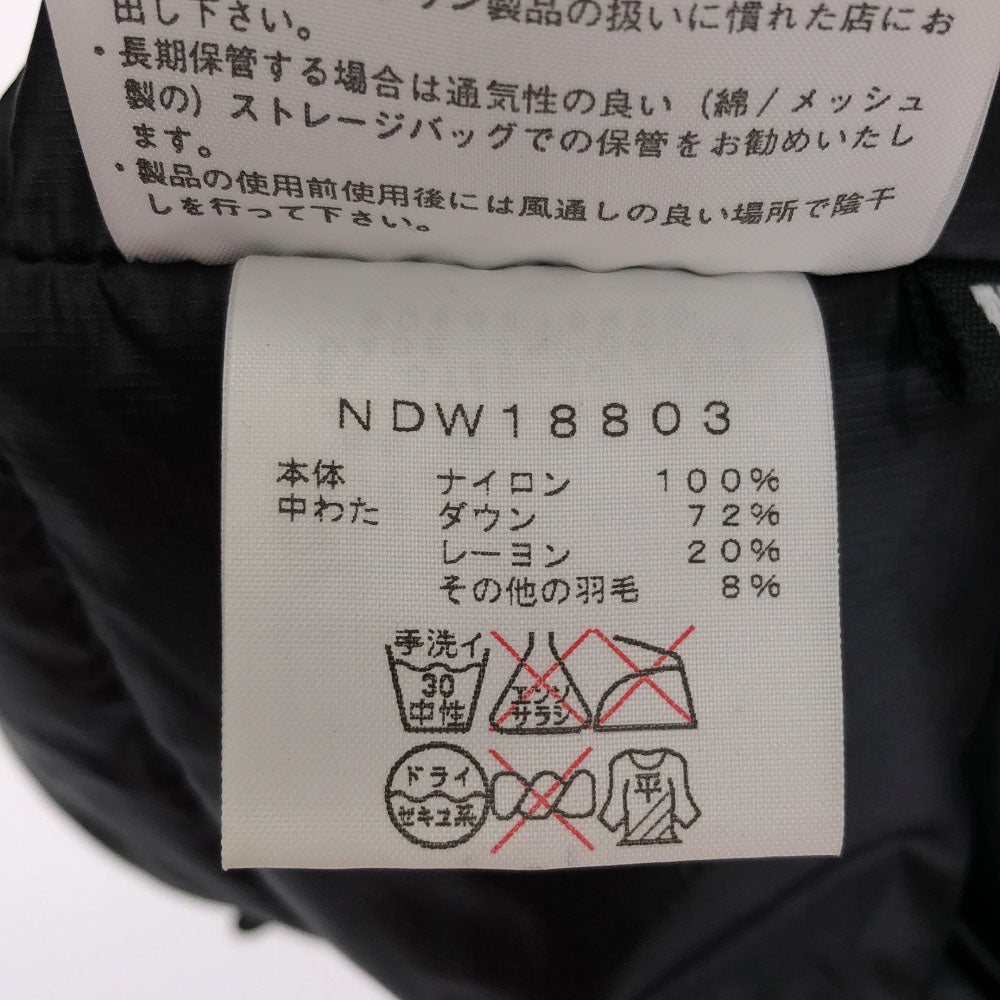 ン製品の扱いに慣れた店にお
出し下さい。
・長期保管する場合は通気性の良い (綿/メッシュ
製の) ストレージバッグでの保管をお勧めいたし
ます。
・製品の使用前使用後には風通しの良い場所で陰干
しを行って下さい。
NDW18803
本体 ナイロン 100%
中わた ダウン 72%
レーヨン 20%
その他の羽毛 8%
手洗イ
30
中性
エンソ
サラシ
ドライ
セキユ系
平